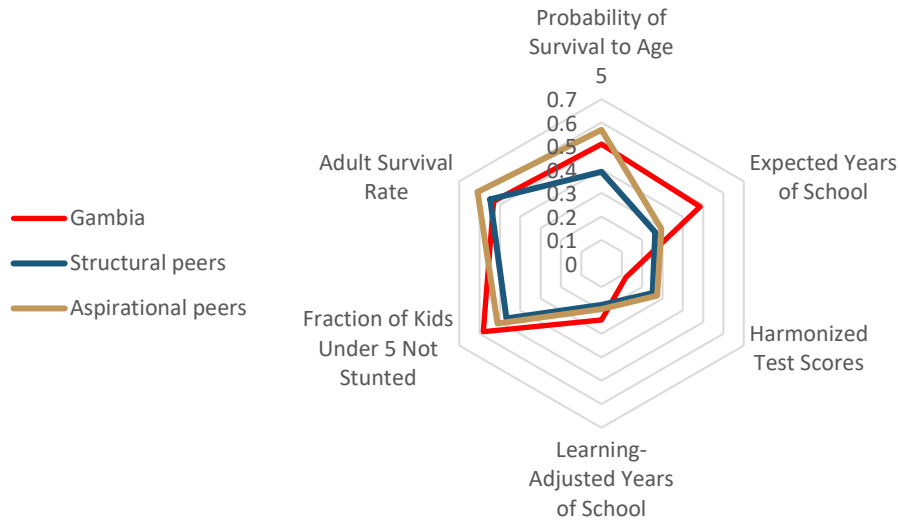 Probability of
Survival to Age
5
0.7
0.6
0.5
0.4
0.3
0.2
0.1
0
Adult Survival
Rate
Expected Years
of School
Gambia
Structural peers
Aspirational peers
Fraction of Kids
Under 5 Not
Stunted
Harmonized
Test Scores
Learning-
Adjusted Years
of School